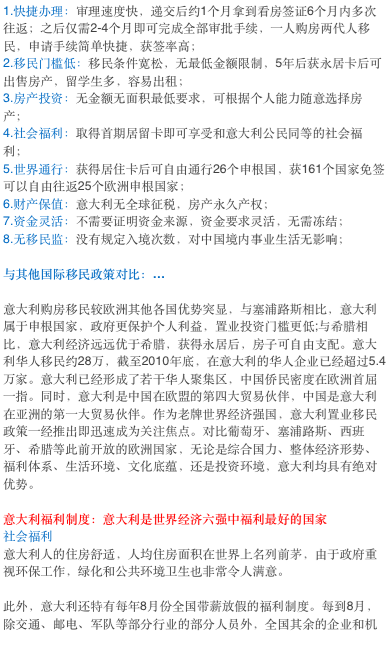 1.快捷办理：审理速度快，递交后约1个月拿到看房签证6个月内多次
往返；之后仅需2-4个月即可完成全部审批手续，一人购房两代人移
民，申请手续简单快捷，获签率高；
2.移民门槛低：移民条件宽松，无最低金额限制，5年后获永居卡后可
出售房产，留学生多，容易出租；
3.房产投资：无金额无面积最低要求，可根据个人能力随意选择房
产；
4.社会福利：取得首期居留卡即可享受和意大利公民同等的社会福
利；
5.世界通行：获得居住卡后可自由通行26个申根国，获161个国家免签
可以自由往返25个欧洲申根国家；
6.财产保值：意大利无全球征税，房产永久产权；
7.资金灵活：不需要证明资金来源，资金要求灵活，无需冻结；
8.无移民监：没有规定入境次数，对中国境内事业生活无影响；
与其他国际移民政策对比：…
意大利购房移民较欧洲其他各国优势突显，与塞浦路斯相比，意大利
属于申根国家，政府更保护个人利益，置业投资门槛更低;与希腊相
比，意大利经济远远优于希腊，获得永居后，房子可自由支配。意大
利华人移民约28万，截至2010年底，在意大利的华人企业已经超过5.4
万家。意大利已经形成了若干华人聚集区，中国侨民密度在欧洲首屈
一指。同时，意大利是中国在欧盟的第四大贸易伙伴，中国是意大利
在亚洲的第一大贸易伙伴。作为老牌世界经济强国，意大利置业移民
政策一经推出即迅速成为关注焦点。对比葡萄牙、塞浦路斯、西班
牙、希腊等此前开放的欧洲国家，无论是综合国力、整体经济形势、
福利体系、生活环境、文化底蕴，还是投资环境，意大利均具有绝对
优势。
意大利福利制度：意大利是世界经济六强中福利最好的国家
社会福利
意大利人的住房舒适，人均住房面积在世界上名列前茅，由于政府重
视环保工作，绿化和公共环境卫生也非常令人满意。
此外，意大利还特有每年8月份全国带薪放假的福利制度。每到8月，
除交通、邮电、军队等部分行业的部分人员外，全国其余的企业和机